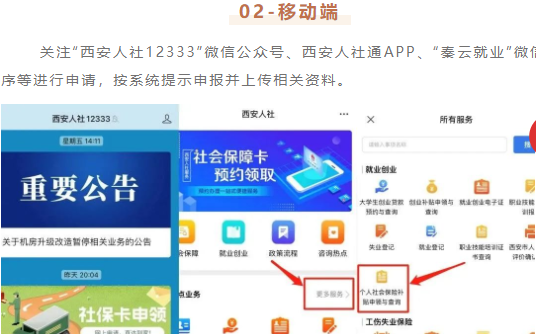 02-移动端
关注“西安人社12333”微信公众号、西安人社通APP、“秦云就业”微信
序等进行申请，按系统提示申报并上传相关资料。
西安人社12333
星期五 14:11
重要公告
关于机房升级改造暂停相关业务的公告
昨天 20:04
社保卡申领
西安人社
社会保障卡
预约领取
会保障
就业创业
政策流程
咨询热点
点业务
更多服务 >
所有服务
就业创业
大学生创业贷款
预约与查询
创业补贴申领与
查询
就业创业电子证
职业技能
训报
失业登记
就业登记
职业技能培训证
书查询
西安市
评价确认
个人社会保险补
贴申领与查询
工伤失业保险